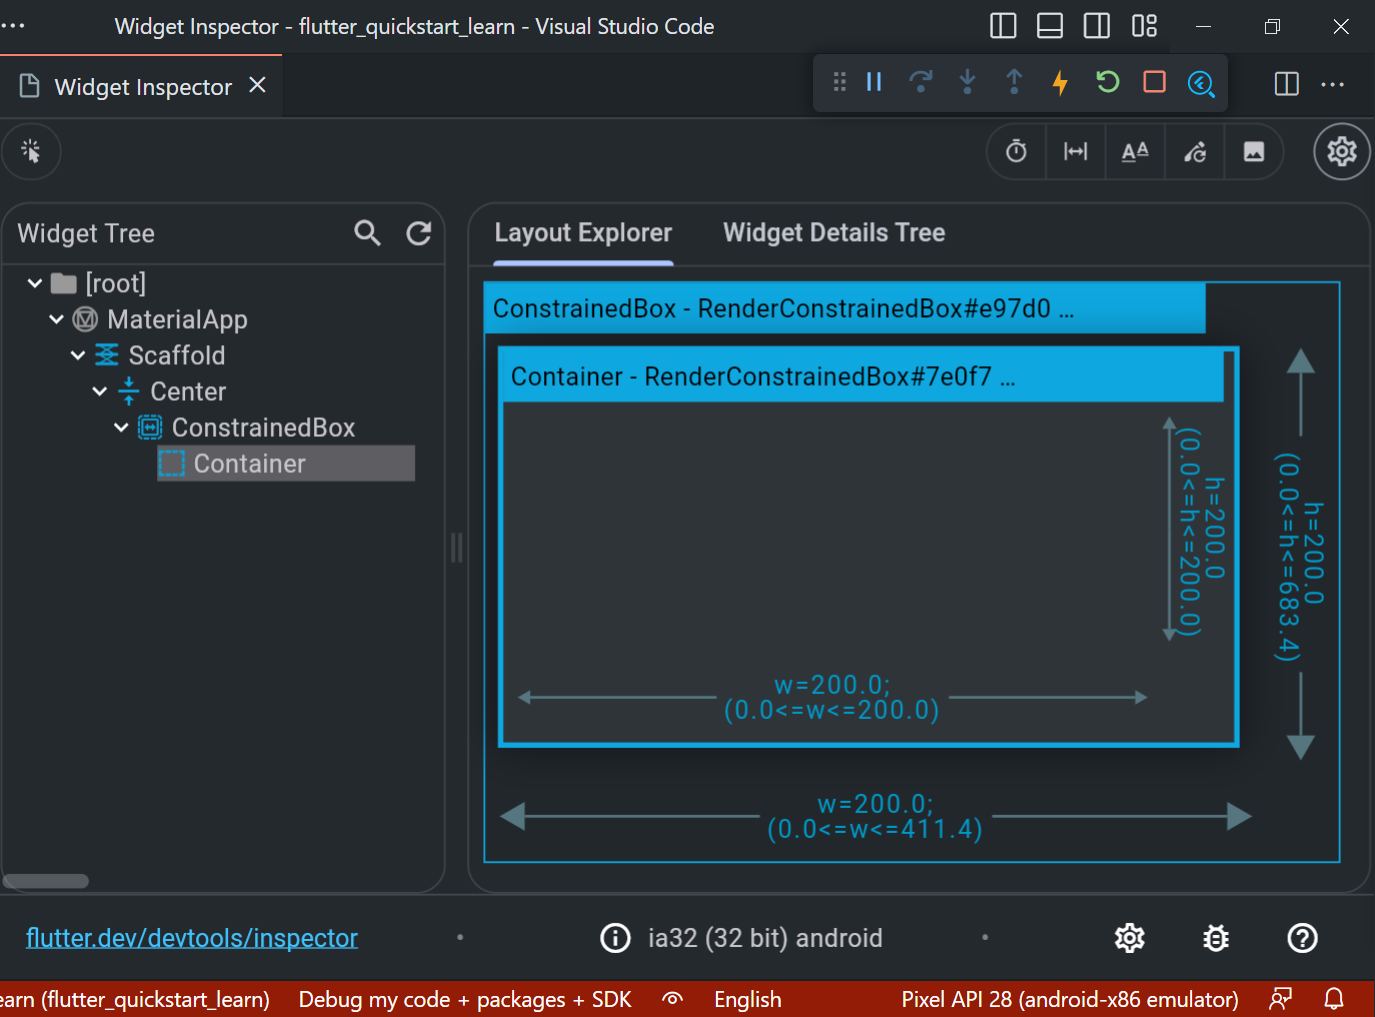 Widget Inspector - flutter_quickstart_learn - Visual Studio Code
Widget Inspector
Widget Tree
Layout Explorer
Widget Details Tree
[root]
MaterialApp
Scaffold
Center
ConstrainedBox
Container
ConstrainedBox - RenderConstrainedBox#e97d0 ...
Container - RenderConstrainedBox#7e0f7 ...
h=200.0
(0.0<=h<=200.0)
w=200.0;
(0.0<=w<=200.0)
h=200.0
(0.0<=h<=683.4)
w=200.0;
(0.0<=w<=411.4)
flutter.dev/devtools/inspector
ia32 (32 bit) android
earn (flutter_quickstart_learn)
Debug my code + packages + SDK
English
Pixel API 28 (android-x86 emulator)